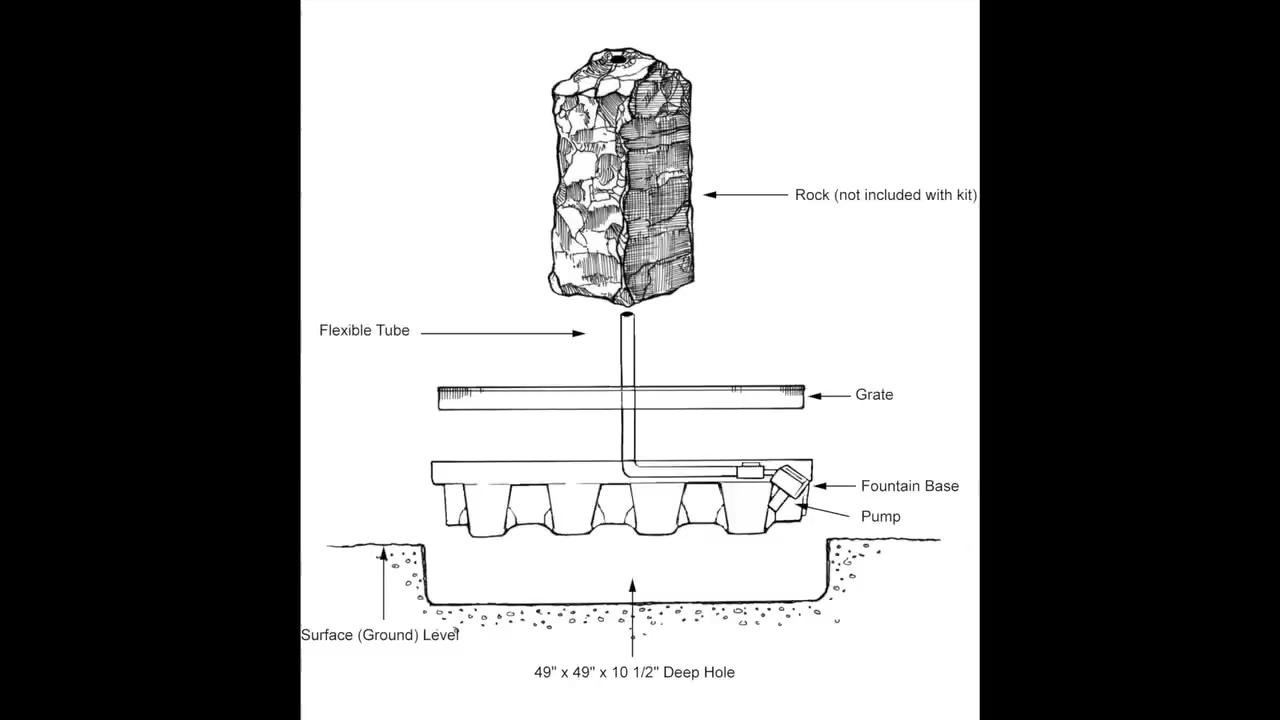 Rock (not included with kit)
Flexible Tube
Grate
Fountain Base
Pump
Surface (Ground) Level
49" x 49" x 10 1/2" Deep Hole